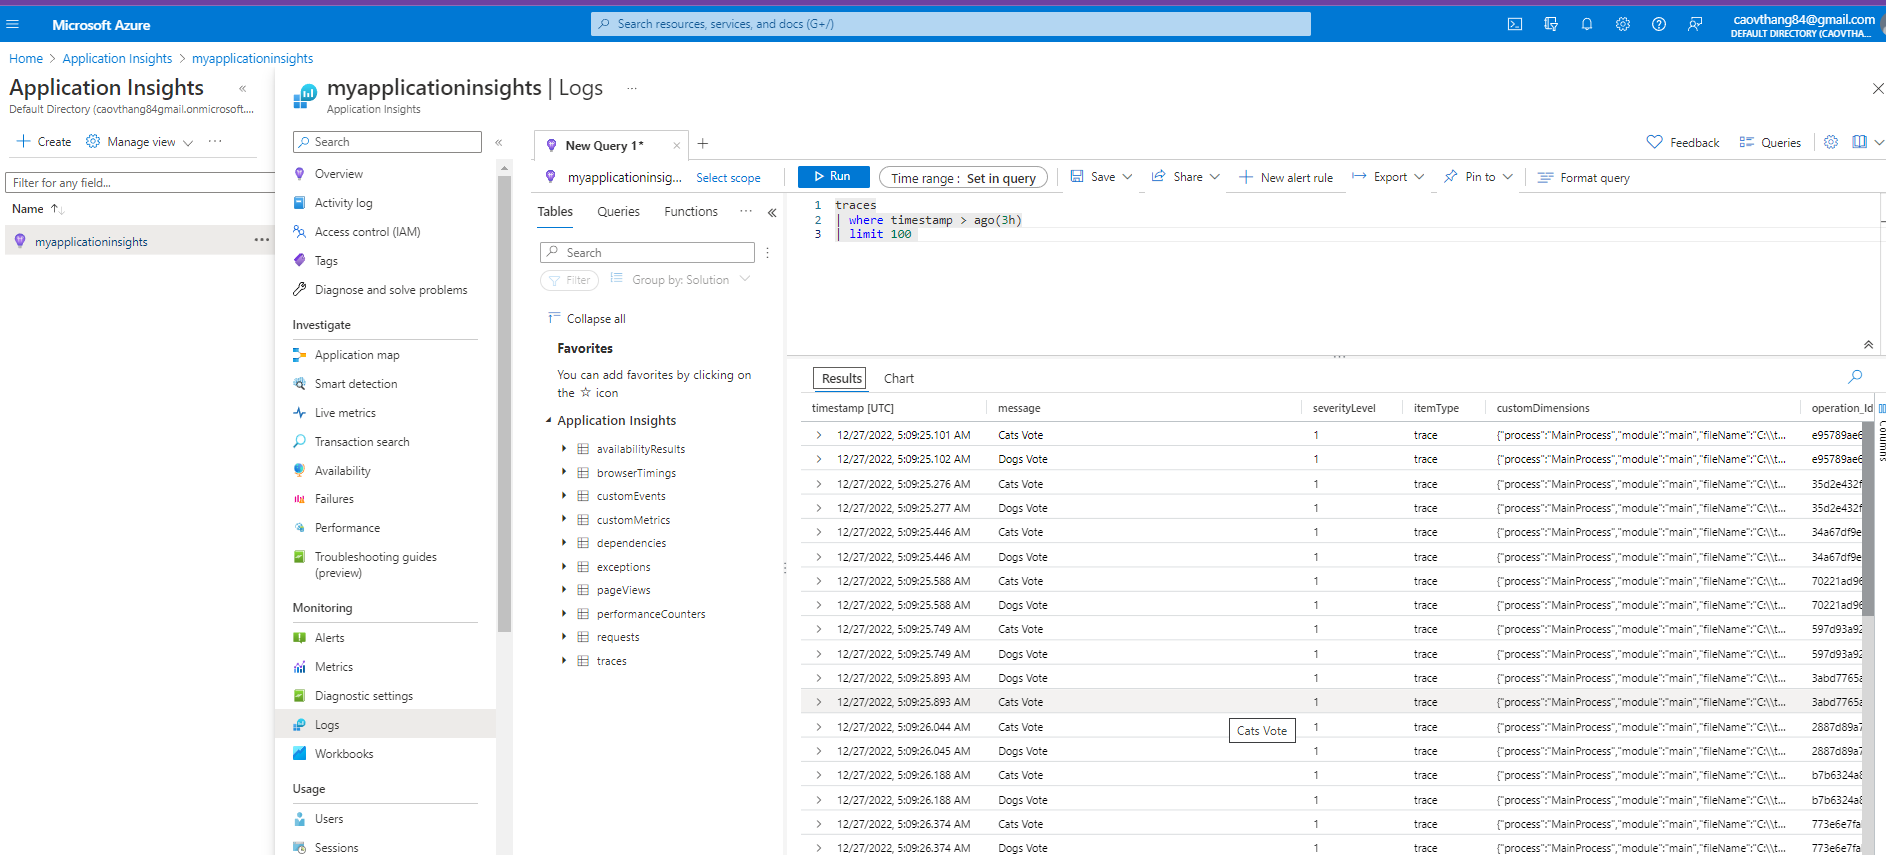 Microsoft Azure
Search resources, services, and docs (G+/)
caovthang84@gmail.com
DEFAULT DIRECTORY (CAOVTHA...
Home > Application Insights > myapplicationinsights
Application Insights
Default Directory (caovthang84gmail.onmicrosoft....
Create
Manage view
Filter for any field...
Name
myapplicationinsights
myapplicationinsights | Logs
Application Insights
Search
Overview
Activity log
Access control (IAM)
Tags
Diagnose and solve problems
Investigate
Application map
Smart detection
Live metrics
Transaction search
Availability
Failures
Performance
Troubleshooting guides
(preview)
Monitoring
Alerts
Metrics
Diagnostic settings
Logs
Workbooks
Usage
Users
Sessions
New Query 1*
Feedback
Queries
myapplicationinsig...
Select scope
Run
Time range : Set in query
Save
Share
New alert rule
Export
Pin to
Format query
Tables
Queries
Functions
Search
Filter
Group by: Solution
Collapse all
Favorites
You can add favorites by clicking on
the ☆ icon
Application Insights
availabilityResults
browserTimings
customEvents
customMetrics
dependencies
exceptions
pageViews
performanceCounters
requests
traces
1 traces
2 | where timestamp > ago(3h)
3 | limit 100
Results
Chart
timestamp [UTC] message severityLevel itemType customDimensions operation_Id
12/27/2022, 5:09:25.101 AM Cats Vote 1 trace {"process":"MainProcess","module":"main","fileName":"C:\\t... e95789ae6
12/27/2022, 5:09:25.102 AM Dogs Vote 1 trace {"process":"MainProcess","module":"main","fileName":"C:\\t... e95789ae6
12/27/2022, 5:09:25.276 AM Cats Vote 1 trace {"process":"MainProcess","module":"main","fileName":"C:\\t... 35d2e432f
12/27/2022, 5:09:25.277 AM Dogs Vote 1 trace {"process":"MainProcess","module":"main","fileName":"C:\\t... 35d2e432f
12/27/2022, 5:09:25.446 AM Cats Vote 1 trace {"process":"MainProcess","module":"main","fileName":"C:\\t... 34a67df9e
12/27/2022, 5:09:25.446 AM Dogs Vote 1 trace {"process":"MainProcess","module":"main","fileName":"C:\\t... 34a67df9e
12/27/2022, 5:09:25.588 AM Cats Vote 1 trace {"process":"MainProcess","module":"main","fileName":"C:\\t... 70221ad96
12/27/2022, 5:09:25.588 AM Dogs Vote 1 trace {"process":"MainProcess","module":"main","fileName":"C:\\t... 70221ad96
12/27/2022, 5:09:25.749 AM Cats Vote 1 trace {"process":"MainProcess","module":"main","fileName":"C:\\t... 597d93a92
12/27/2022, 5:09:25.749 AM Dogs Vote 1 trace {"process":"MainProcess","module":"main","fileName":"C:\\t... 597d93a92
12/27/2022, 5:09:25.893 AM Dogs Vote 1 trace {"process":"MainProcess","module":"main","fileName":"C:\\t... 3abd7765a
12/27/2022, 5:09:25.893 AM Cats Vote 1 trace {"process":"MainProcess","module":"main","fileName":"C:\\t... 3abd7765a
12/27/2022, 5:09:26.044 AM Cats Vote 1 trace {"process":"MainProcess","module":"main","fileName":"C:\\t... 2887d89a7
Cats Vote
12/27/2022, 5:09:26.045 AM Dogs Vote 1 trace {"process":"MainProcess","module":"main","fileName":"C:\\t... 2887d89a7
12/27/2022, 5:09:26.188 AM Cats Vote 1 trace {"process":"MainProcess","module":"main","fileName":"C:\\t... b7b6324a8
12/27/2022, 5:09:26.188 AM Dogs Vote 1 trace {"process":"MainProcess","module":"main","fileName":"C:\\t... b7b6324a8
12/27/2022, 5:09:26.374 AM Cats Vote 1 trace {"process":"MainProcess","module":"main","fileName":"C:\\t... 773e6e7fa
12/27/2022, 5:09:26.374 AM Dogs Vote 1 trace {"process":"MainProcess","module":"main","fileName":"C:\\t... 773e6e7fa
Columns